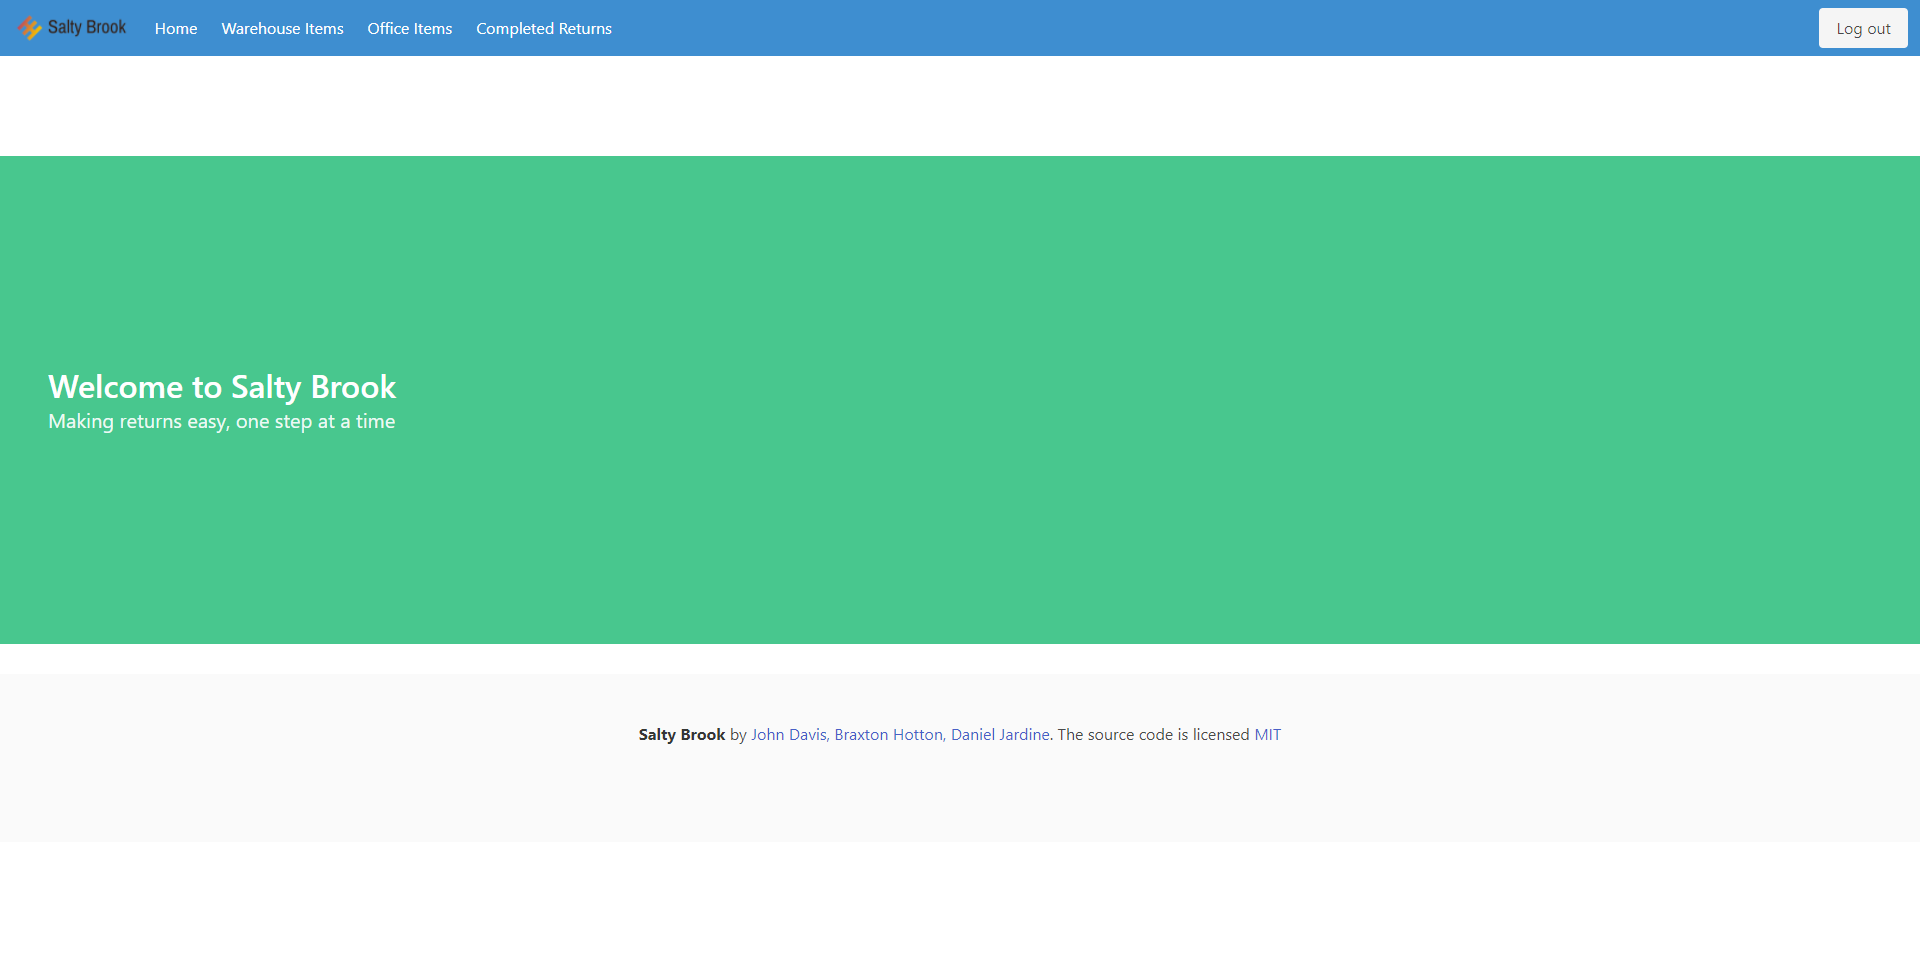 Salty Brook Home Warehouse Items Office Items Completed Returns Log out
Welcome to Salty Brook
Making returns easy, one step at a time
Salty Brook by John Davis, Braxton Hotton, Daniel Jardine. The source code is licensed MIT